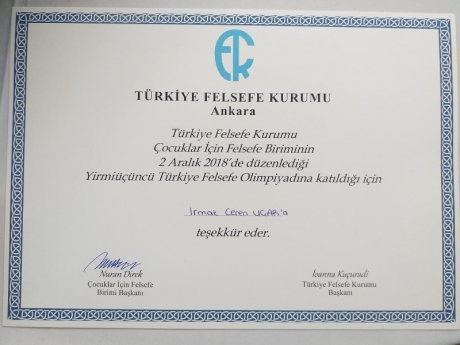 TÜRKİYE FELSEFE KURUMU
Ankara
Türkiye Felsefe Kurumu
Çocuklar İçin Felsefe Biriminin
2 Aralık 2018'de düzenlediği
Yirmiüçüncü Türkiye Felsefe Olimpiyadına katıldığı için
Irmak Ceren UÇAR'a
teşekkür eder.
Nuran Direk
Çocuklar İçin Felsefe
Birimi Başkanı
Ioanna Kuçuradi
Türkiye Felsefe Kurumu
Başkanı